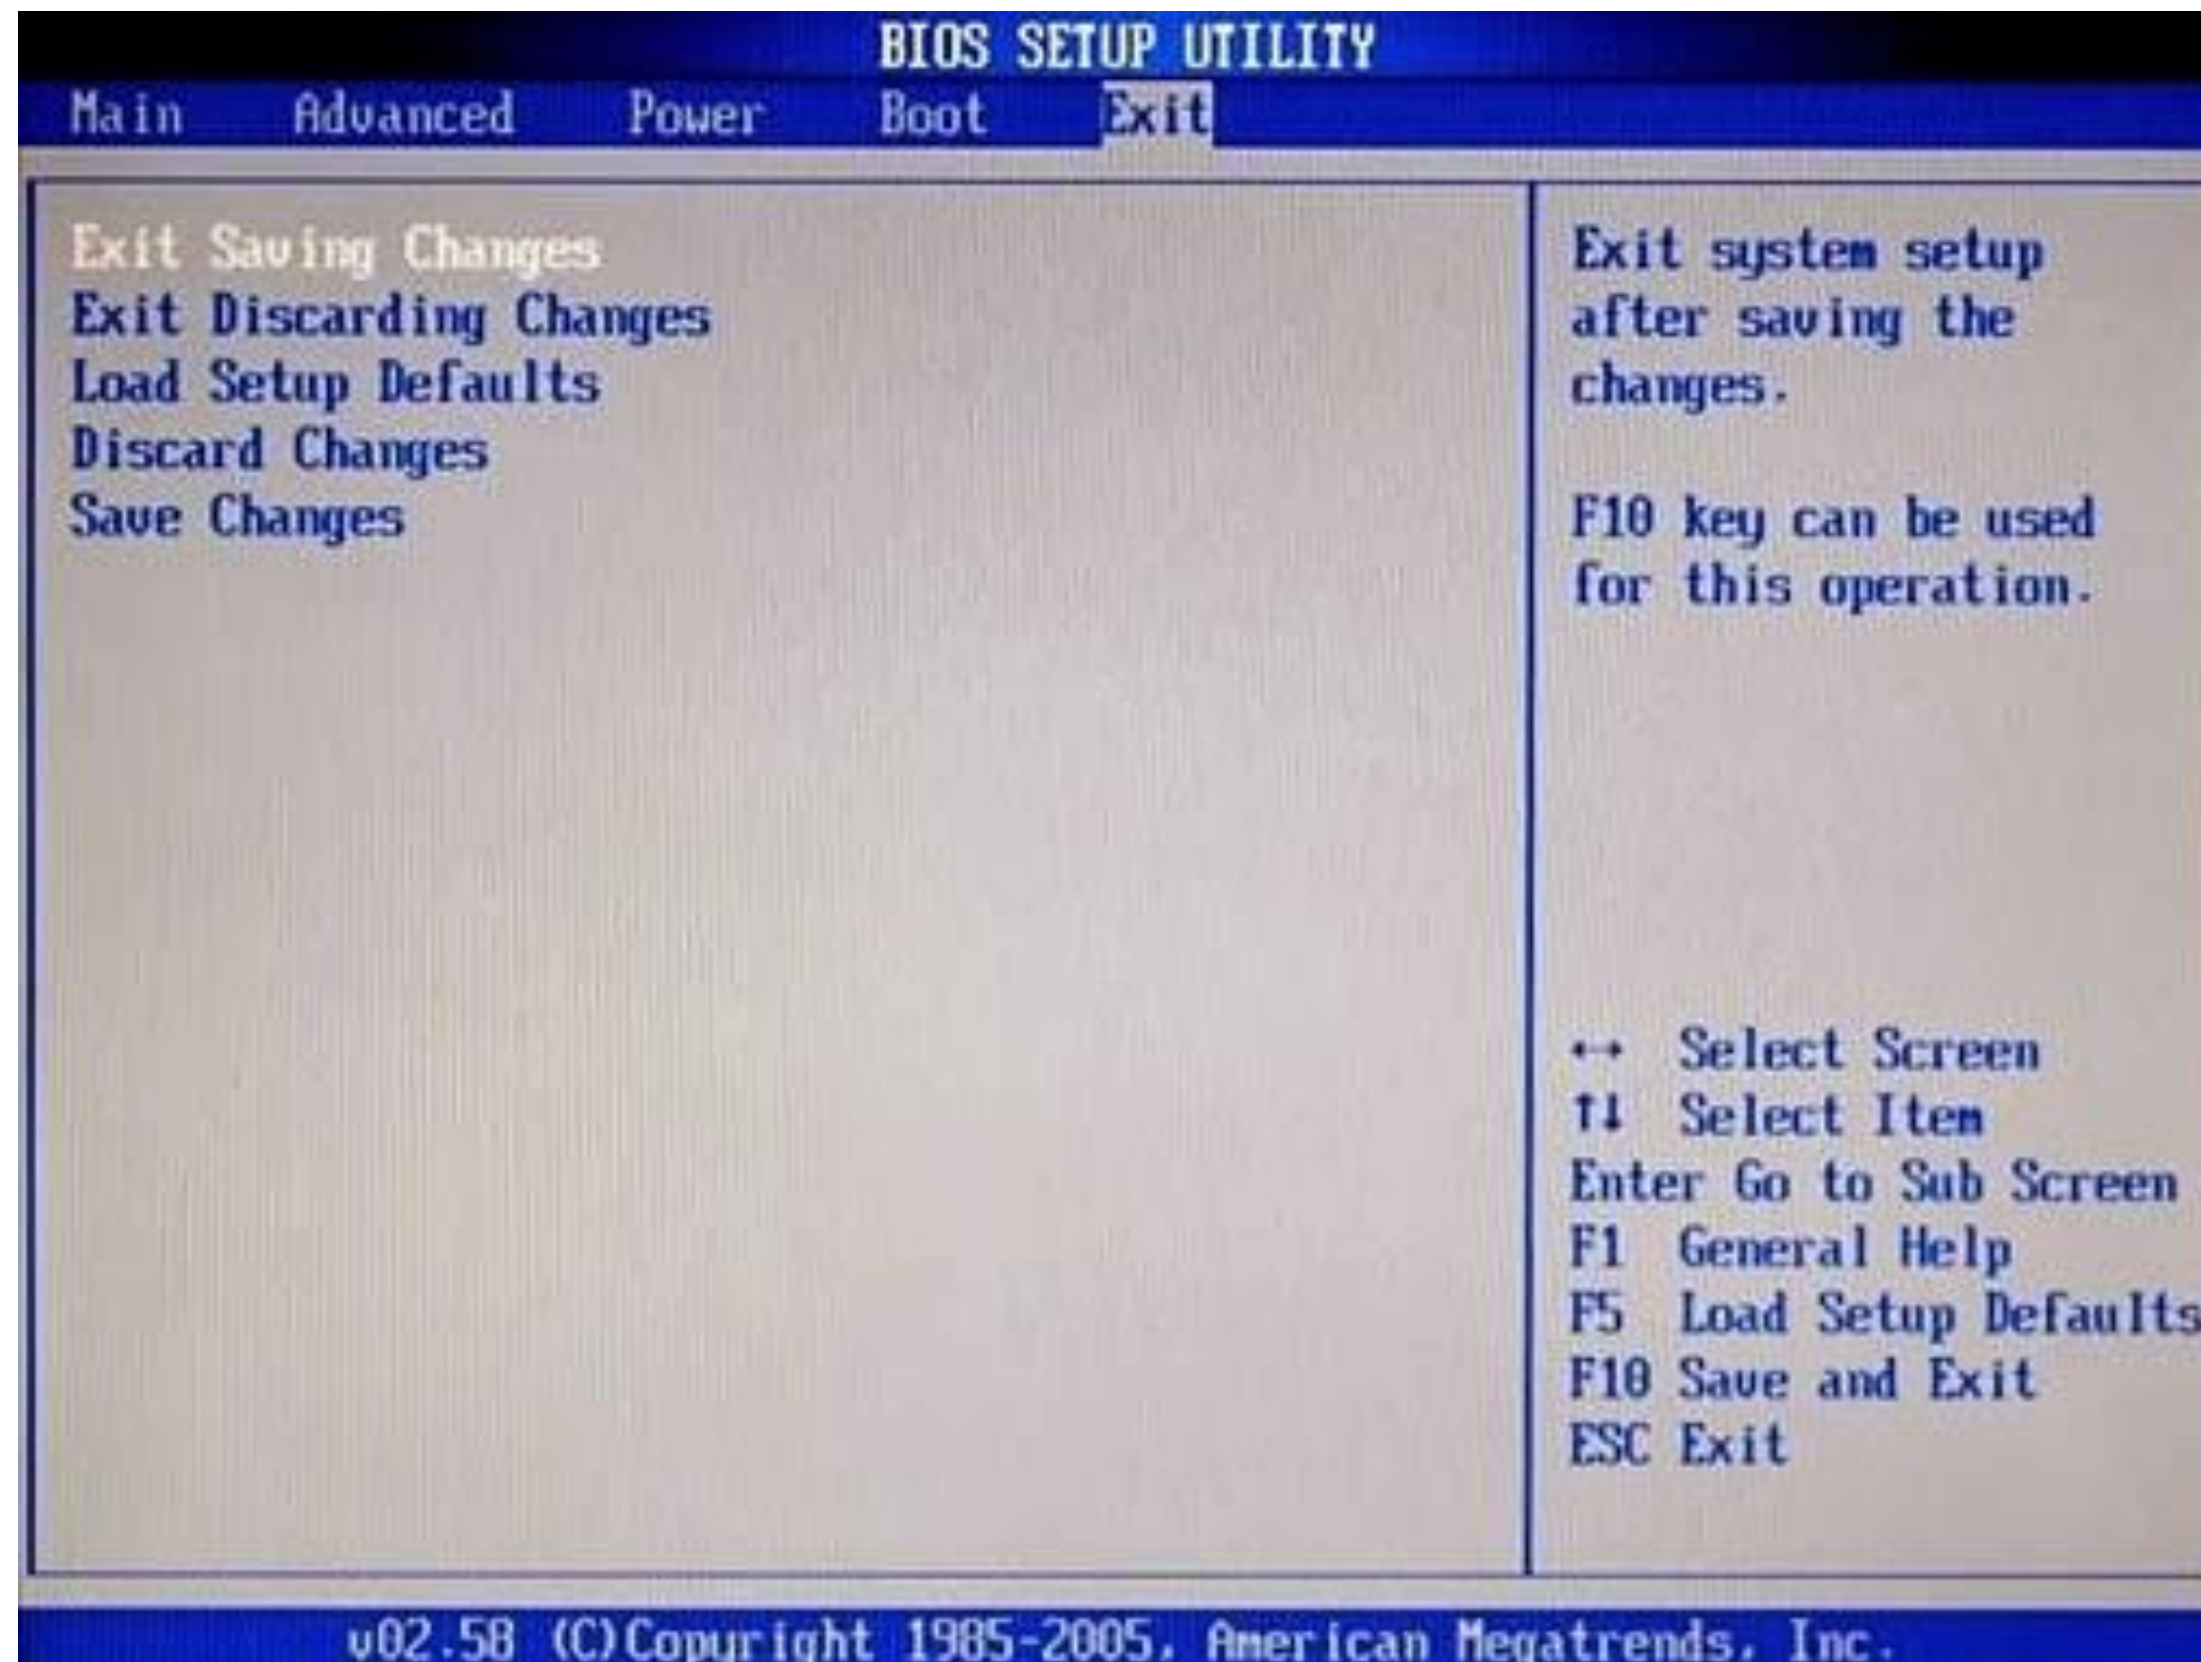 BIOS SETUP UTILITY
Main Advanced Power Boot Exit
Exit Saving Changes
Exit Discarding Changes
Load Setup Defaults
Discard Changes
Save Changes
Exit system setup
after saving the
changes.
F10 key can be used
for this operation.
←→ Select Screen
↑↓ Select Item
Enter Go to Sub Screen
F1 General Help
F5 Load Setup Defaults
F10 Save and Exit
ESC Exit
v02.58 (C)Copyright 1985-2005, American Megatrends, Inc.